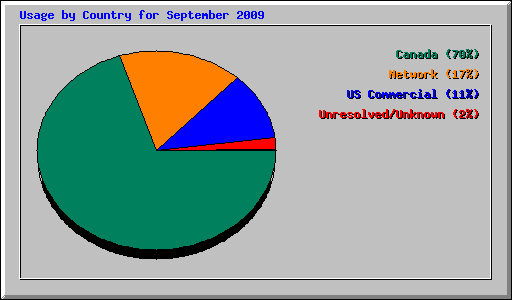 Usage by Country for September 2009
Canada (70%)
Network (17%)
US Commercial (11%)
Unresolved/Unknown (2%)